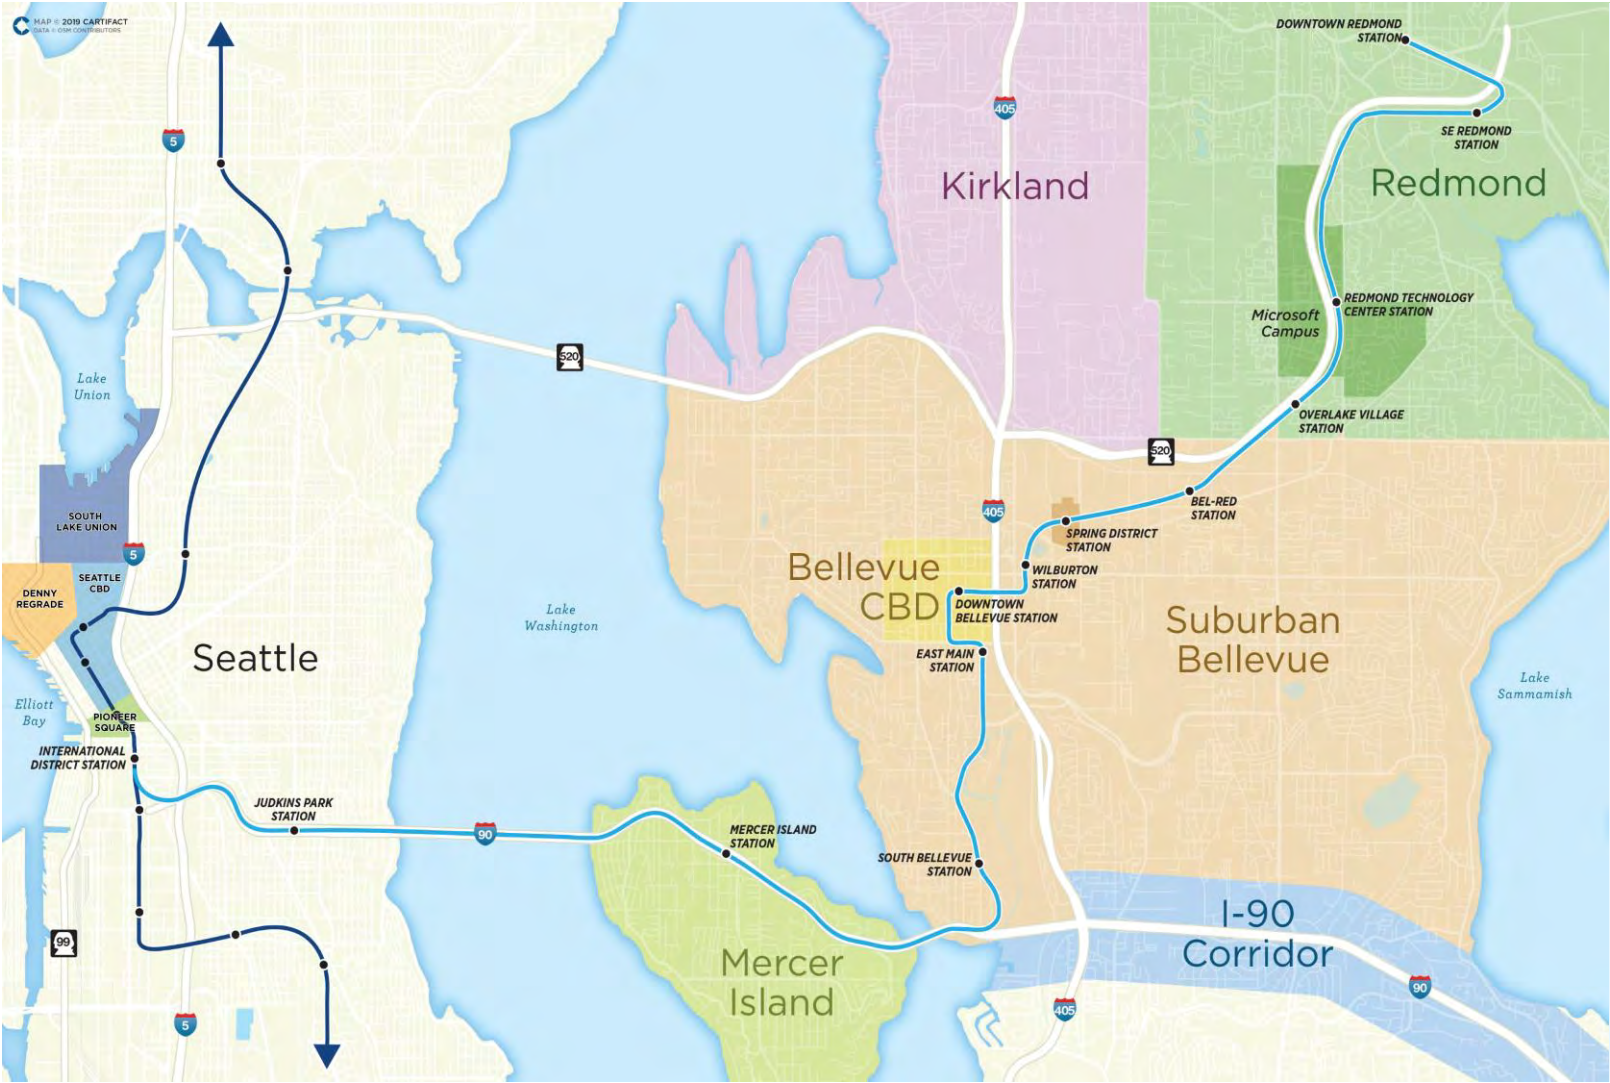 MAP © 2019 CARTIFACT
DATA © OSM CONTRIBUTORS
DOWNTOWN REDMOND
STATION
5
405
SE REDMOND
STATION
Kirkland
Redmond
REDMOND TECHNOLOGY
CENTER STATION
Microsoft
Campus
520
Lake
Union
OVERLAKE VILLAGE
STATION
520
BEL-RED
STATION
405
SPRING DISTRICT
STATION
SOUTH
LAKE UNION
5
SEATTLE
CBD
DENNY
REGRADE
Bellevue
CBD
WILBURTON
STATION
DOWNTOWN
BELLEVUE STATION
Lake
Washington
Suburban
Bellevue
Seattle
EAST MAIN
STATION
Lake
Sammamish
Elliott
Bay
PIONEER
SQUARE
INTERNATIONAL
DISTRICT STATION
JUDKINS PARK
STATION
90
MERCER ISLAND
STATION
SOUTH BELLEVUE
STATION
I-90
Corridor
99
Mercer
Island
90
405
5